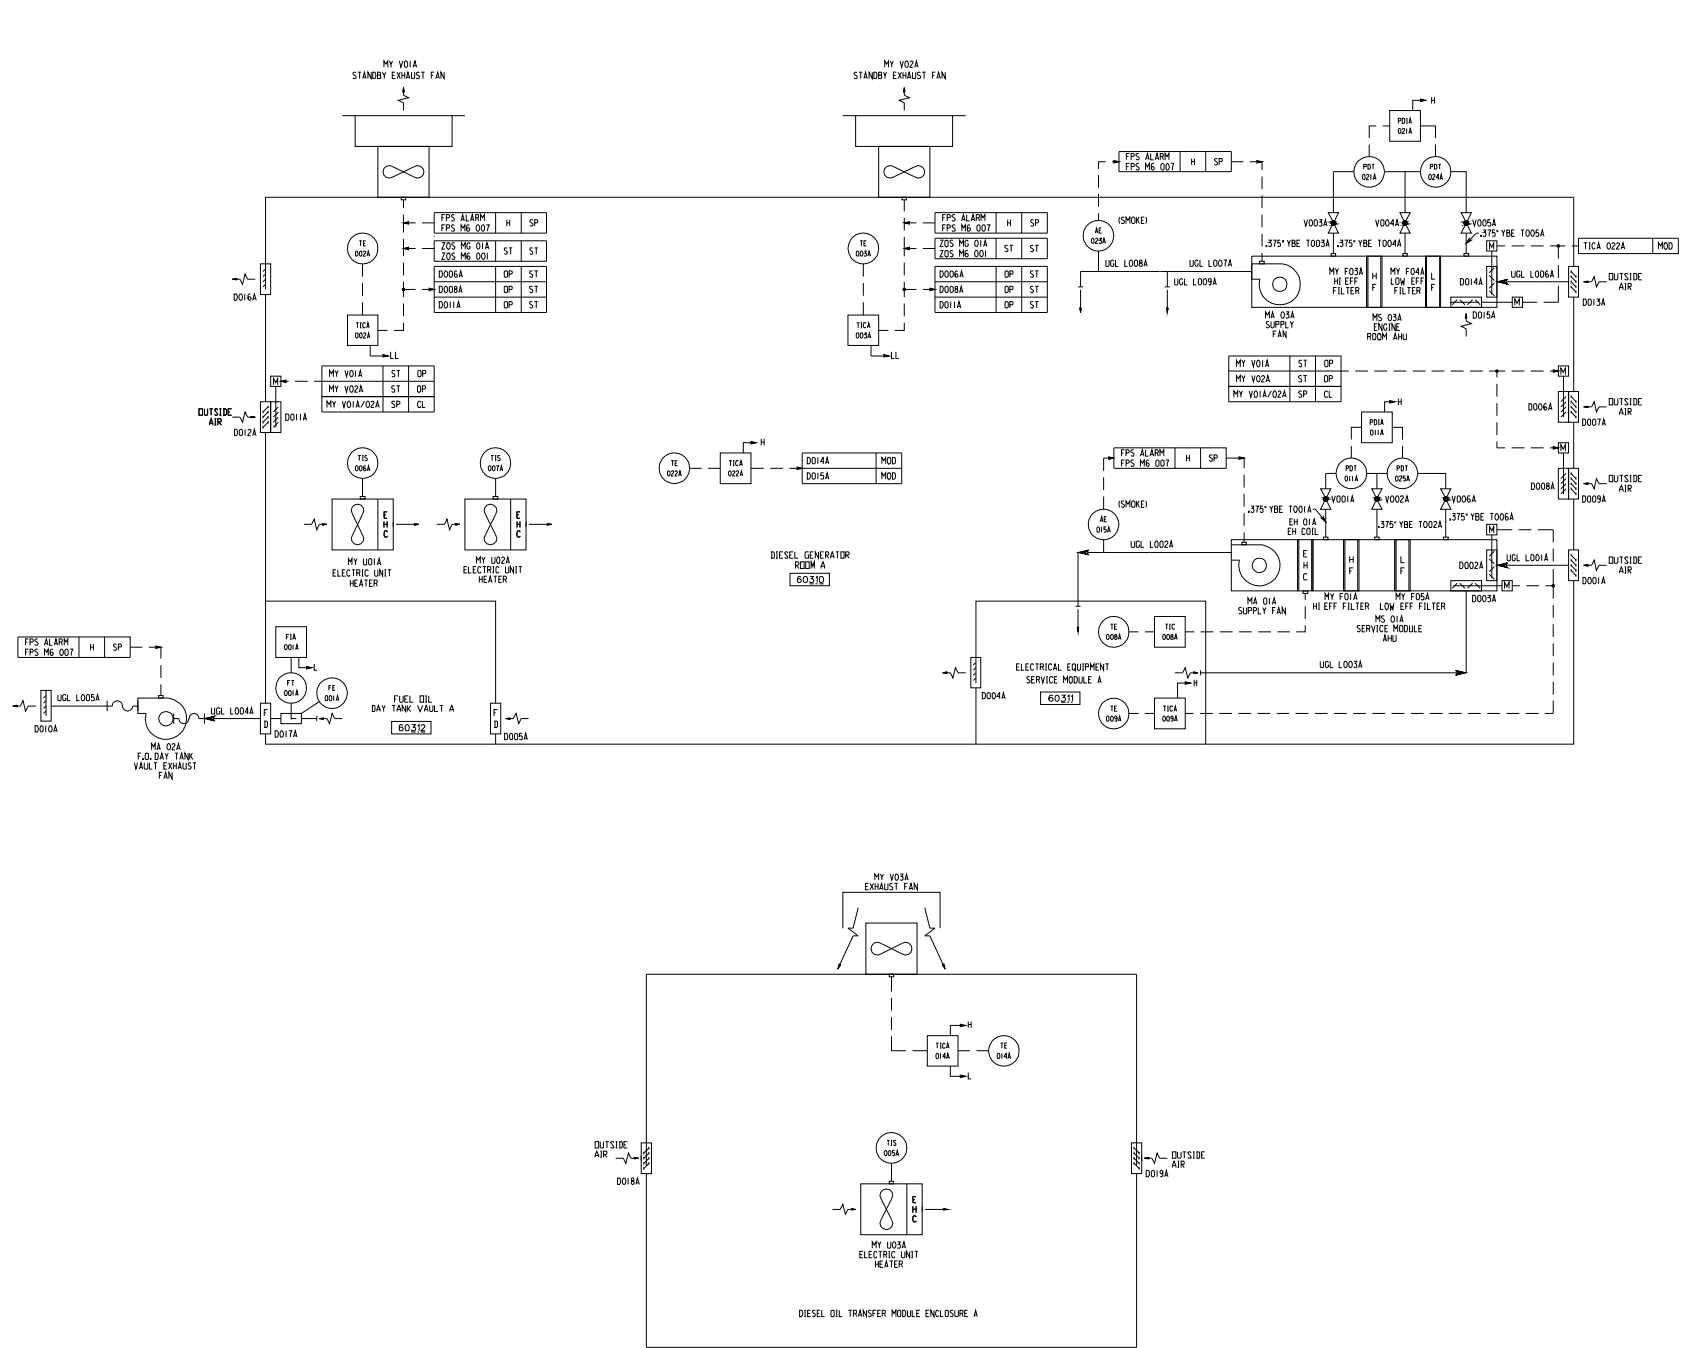 MY V01A
STANDBY EXHAUST FAN
MY V02A
STANDBY EXHAUST FAN
FPS ALARM
FPS M6 007
H
SP
TE
002A
ZOS MG 01A
ZOS M6 001
ST
ST
D006A
OP
ST
D008A
OP
ST
D011A
OP
ST
TICA
002A
LL
D016A
FPS ALARM
FPS M6 007
H
SP
TE
003A
ZOS MG 01A
ZOS M6 001
ST
ST
D006A
OP
ST
D008A
OP
ST
D011A
OP
ST
TICA
003A
LL
FPS ALARM
FPS M6 007
H
SP
AE
023A
(SMOKE)
UGL L008A
UGL L007A
UGL L009A
H
PDIA
021A
PDT
021A
PDT
024A
V003A
V004A
V005A
.375" YBE T003A
.375" YBE T004A
.375" YBE T005A
M
TICA 022A
MOD
MY F03A
HI EFF
FILTER
H
F
MY F04A
LOW EFF
FILTER
L
F
D014A
UGL L006A
OUTSIDE
AIR
D013A
M
D015A
MA 03A
SUPPLY
FAN
MS 03A
ENGINE
ROOM AHU
M
MY V01A
ST
OP
MY V02A
ST
OP
MY V01A/02A
SP
CL
OUTSIDE
AIR
D011A
D012A
MY V01A
ST
OP
MY V02A
ST
OP
MY V01A/02A
SP
CL
M
D006A
OUTSIDE
AIR
D007A
M
D008A
OUTSIDE
AIR
D009A
TIS
006A
TIS
007A
E
H
C
E
H
C
MY U01A
ELECTRIC UNIT
HEATER
MY U02A
ELECTRIC UNIT
HEATER
TE
022A
TICA
022A
H
D014A
MOD
D015A
MOD
DIESEL GENERATOR
ROOM A
60310
FPS ALARM
FPS M6 007
H
SP
(SMOKE)
AE
015A
UGL L002A
H
PDIA
011A
PDT
011A
PDT
025A
V001A
V002A
V006A
.375" YBE T001A
EH 01A
EH COIL
.375" YBE T002A
.375" YBE T006A
M
E
H
C
H
F
L
F
D002A
UGL L001A
OUTSIDE
AIR
D001A
M
D003A
MA 01A
SUPPLY FAN
MY F01A
HI EFF FILTER
MY F05A
LOW EFF FILTER
MS 01A
SERVICE MODULE
AHU
TE
008A
TIC
008A
ELECTRICAL EQUIPMENT
SERVICE MODULE A
60311
D004A
UGL L003A
H
TE
009A
TICA
009A
FPS ALARM
FPS M6 007
H
SP
FIA
001A
L
FT
001A
FE
001A
FUEL OIL
DAY TANK VAULT A
60312
UGL L005A
D010A
UGL L004A
F
D
D017A
F
D
D005A
MA 02A
F.O. DAY TANK
VAULT EXHAUST
FAN
MY V03A
EXHAUST FAN
H
TICA
014A
TE
014A
L
OUTSIDE
AIR
D018A
TIS
005A
OUTSIDE
AIR
D019A
E
H
C
MY U03A
ELECTRIC UNIT
HEATER
DIESEL OIL TRANSFER MODULE ENCLOSURE A